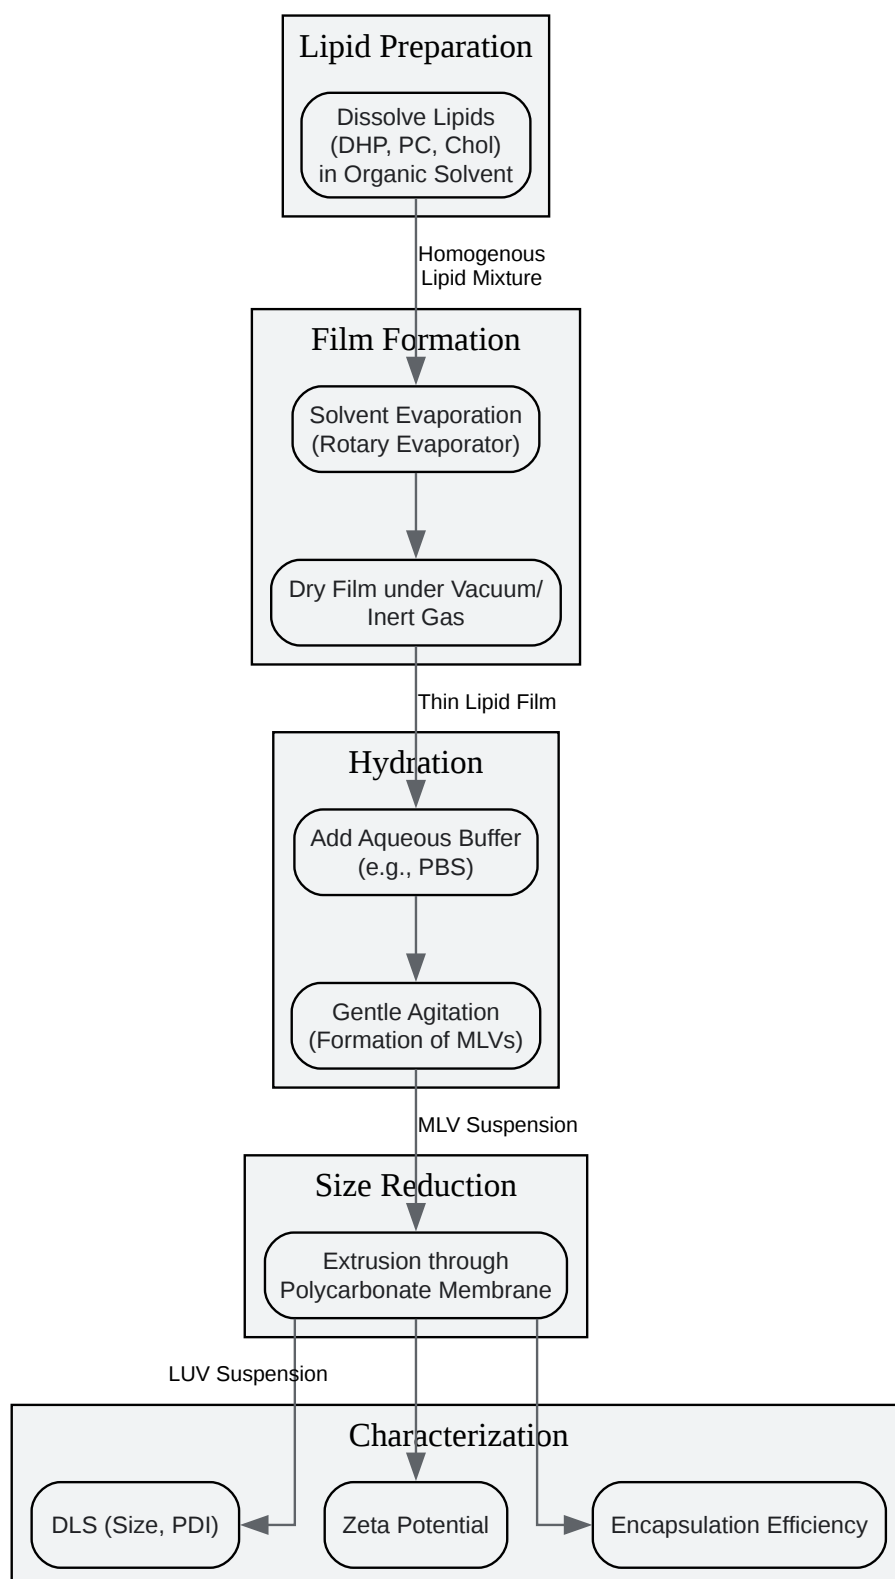 Lipid Preparation
Dissolve Lipids
(DHP, PC, Chol)
in Organic Solvent
Homogenous
Lipid Mixture
Film Formation
Solvent Evaporation
(Rotary Evaporator)
Dry Film under Vacuum/
Inert Gas
Thin Lipid Film
Hydration
Add Aqueous Buffer
(e.g., PBS)
Gentle Agitation
(Formation of MLVs)
MLV Suspension
Size Reduction
Extrusion through
Polycarbonate Membrane
LUV Suspension
Characterization
DLS (Size, PDI)
Zeta Potential
Encapsulation Efficiency